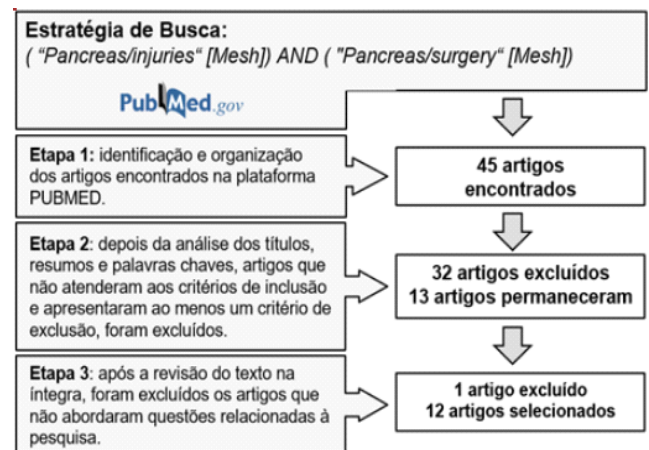 Estratégia de Busca:
( “Pancreas/injuries“ [Mesh]) AND ( "Pancreas/surgery“ [Mesh])
PubMed.gov
Etapa 1: identificação e organização
dos artigos encontrados na plataforma
PUBMED.
45 artigos
encontrados
Etapa 2: depois da análise dos títulos,
resumos e palavras chaves, artigos que
não atenderam aos critérios de inclusão
e apresentaram ao menos um critério de
exclusão, foram excluídos.
32 artigos excluídos
13 artigos permaneceram
Etapa 3: após a revisão do texto na
íntegra, foram excluídos os artigos que
não abordaram questões relacionadas à
pesquisa.
1 artigo excluído
12 artigos selecionados